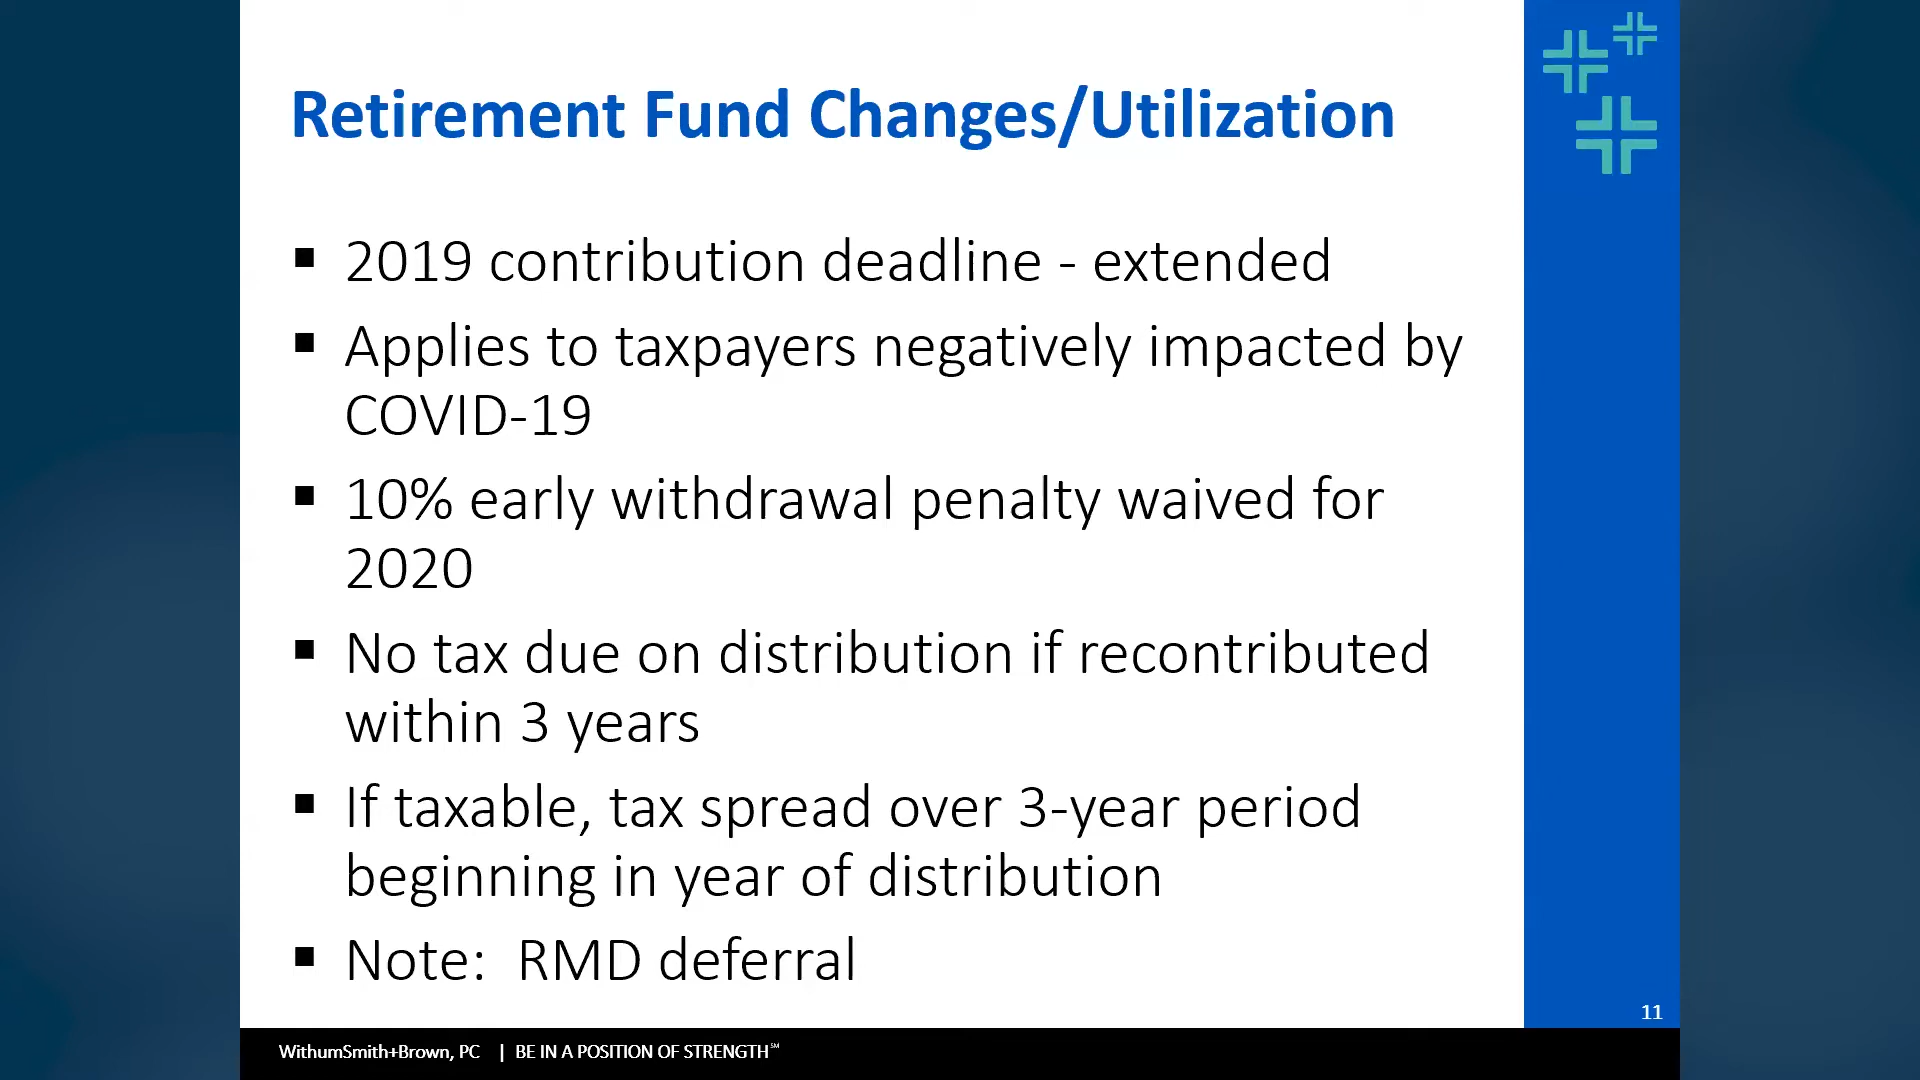 Retirement Fund Changes/Utilization
▪ 2019 contribution deadline - extended
▪ Applies to taxpayers negatively impacted by
COVID-19
▪ 10% early withdrawal penalty waived for
2020
▪ No tax due on distribution if recontributed
within 3 years
▪ If taxable, tax spread over 3-year period
beginning in year of distribution
▪ Note:  RMD deferral
11
WithumSmith+Brown, PC | BE IN A POSITION OF STRENGTH℠